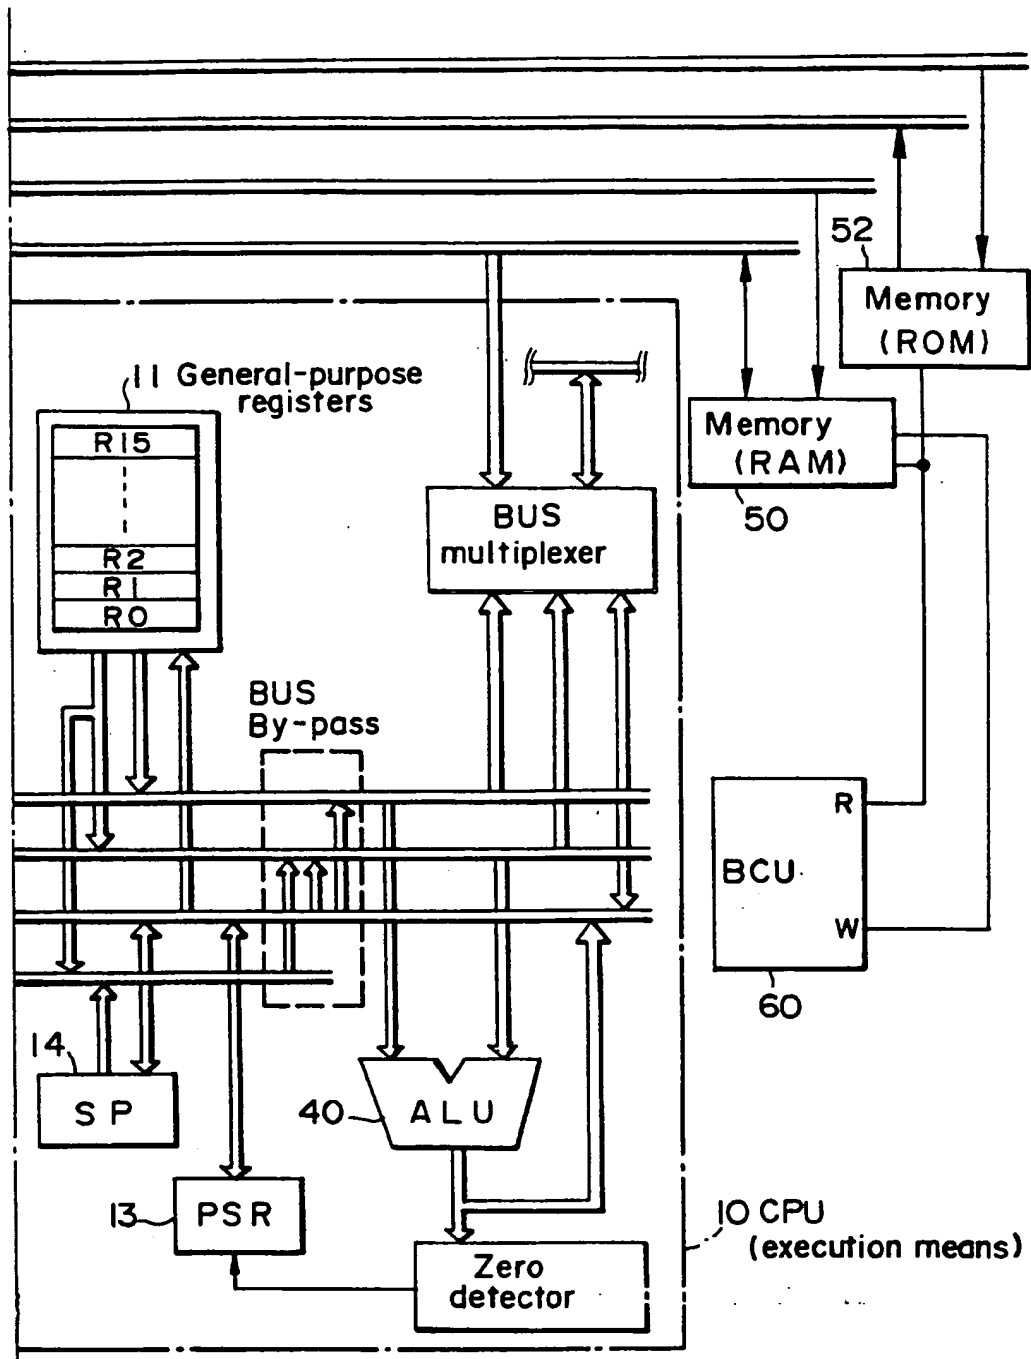 52
Memory
(ROM)
11 General-purpose
registers
R15
R2
R1
R0
BUS
multiplexer
Memory
(RAM)
50
BUS
By-pass
R
BCU
W
60
14
SP
40
ALU
13
PSR
10 CPU
(execution means)
Zero
detector